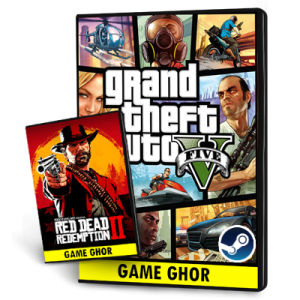 grand
theft
auto
V
FIVE
RED DEAD
REDEMPTION
II
GAME GHOR
GAME GHOR